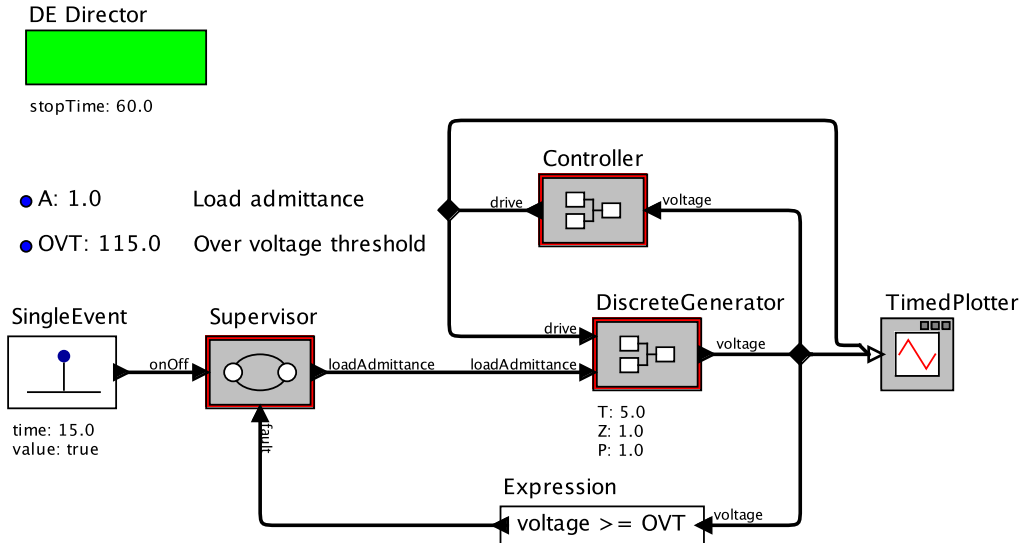 DE Director
stopTime: 60.0
Controller
drive
voltage
A: 1.0 Load admittance
OVT: 115.0 Over voltage threshold
SingleEvent
Supervisor
DiscreteGenerator
TimedPlotter
drive
voltage
onOff
loadAdmittance
loadAdmittance
T: 5.0
Z: 1.0
P: 1.0
time: 15.0
value: true
fault
Expression
voltage >= OVT
voltage